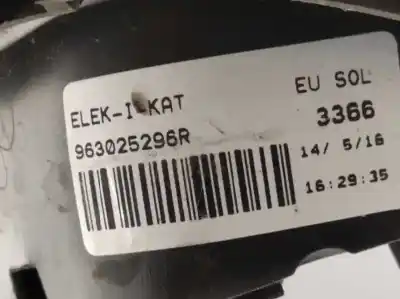 ELEK-I KAT
963025296R
EU SOL
3366
14/ 5/16
16:29:35